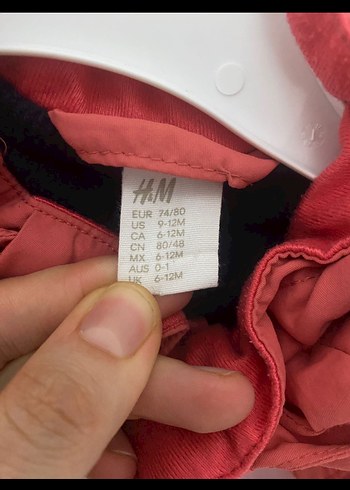 H&M
EUR 74/80
US 9-12M
CA 6-12M
CN 80/48
MX 6-12M
AUS 0-1
UK 6-12M